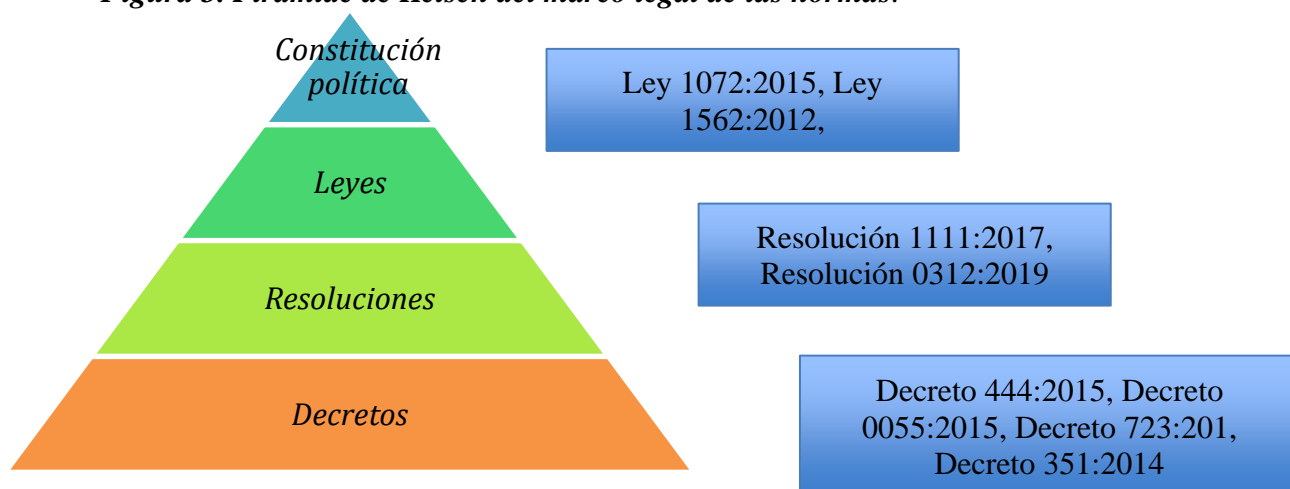 Figura Pirámide de Kelsen del marco legal de las normas.
Constitución
política
Ley 1072:2015, Ley
1562:2012,
Leyes
Resolución 1111:2017,
Resolución 0312:2019
Resoluciones
Decreto 444:2015, Decreto
0055:2015, Decreto 723:201,
Decreto 351:2014
Decretos